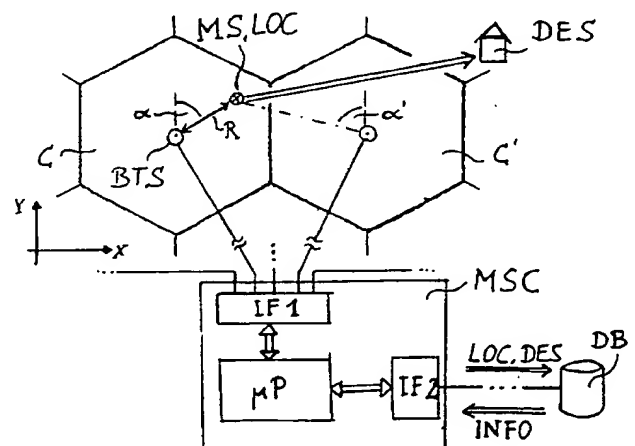 MS,LOC
DES
α
R
α'
C
BTS
C'
Y
X
MSC
IF1
μP
IF2
LOC,DES
DB
INFO